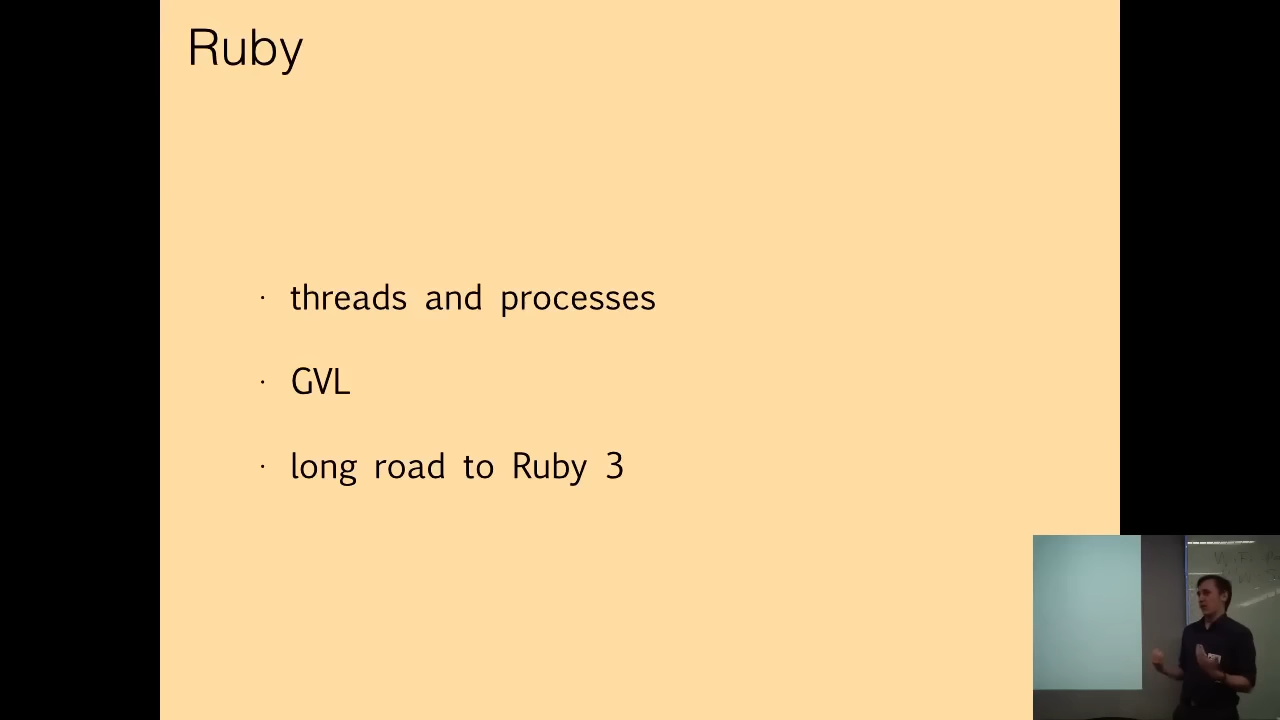 Ruby
· threads and processes
· GVL
· long road to Ruby 3